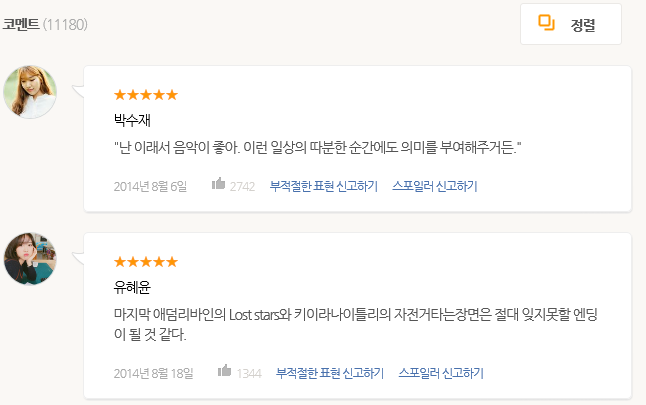 코멘트 (11180)
정렬
박수재
"난 이래서 음악이 좋아. 이런 일상의 따분한 순간에도 의미를 부여해주거든."
2014년 8월 6일 2742 부적절한 표현 신고하기 스포일러 신고하기
유혜윤
마지막 애덤리바인의 Lost stars와 키이라나이틀리의 자전거타는장면은 절대 잊지못할 엔딩
이 될 것 같다.
2014년 8월 18일 1344 부적절한 표현 신고하기 스포일러 신고하기